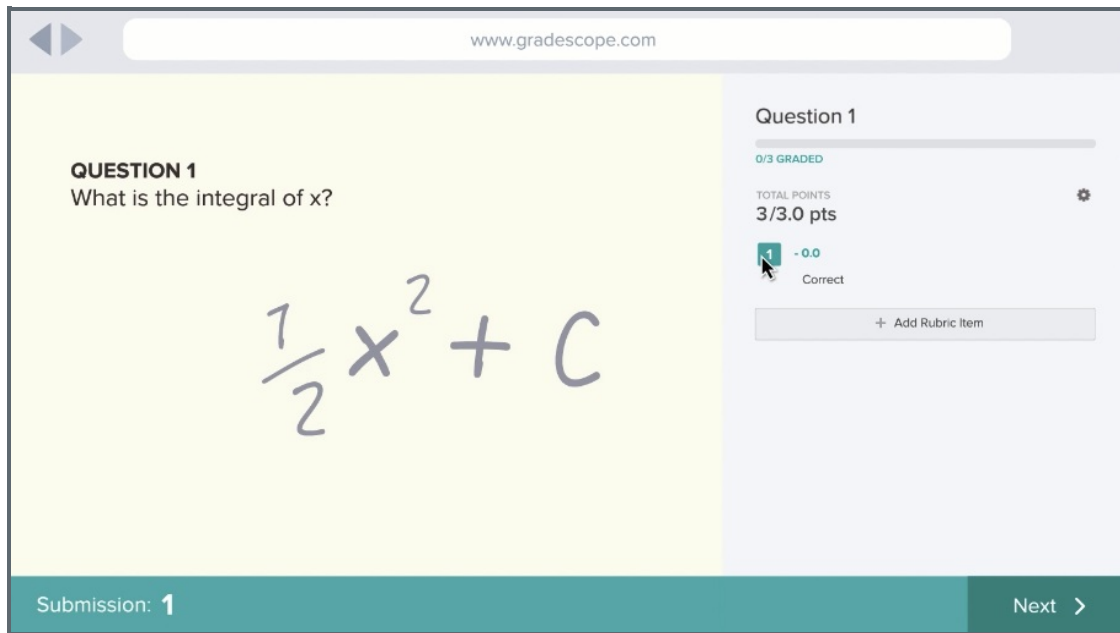 www.gradescope.com
QUESTION 1
What is the integral of x?
1/2 x² + C
Question 1
0/3 GRADED
TOTAL POINTS
3/3.0 pts
1 - 0.0
Correct
+ Add Rubric Item
Submission: 1
Next >